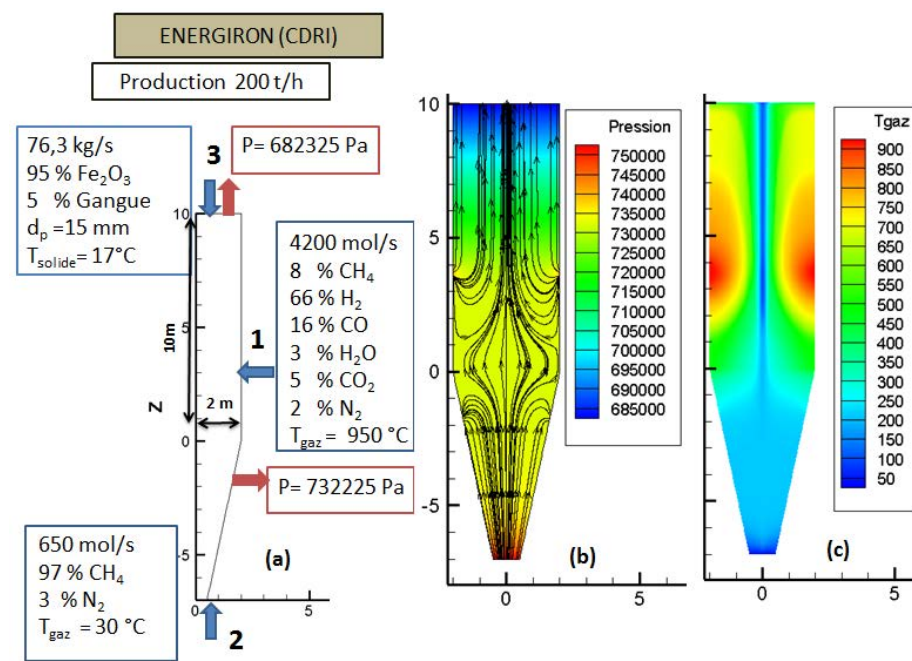 ENERGIRON (CDRI)
Production 200 t/h
76,3 kg/s
95 % Fe₂O₃
5 % Gangue
dₚ =15 mm
Tsolide= 17°C
3
P= 682325 Pa
10
10m
5
Z
2 m
0
1
4200 mol/s
8 % CH₄
66 % H₂
16 % CO
3 % H₂O
5 % CO₂
2 % N₂
Tgaz = 950 °C
P= 732225 Pa
650 mol/s
97 % CH₄
3 % N₂
Tgaz = 30 °C
-5
0
5
2
(a)
10
5
0
-5
0
5
(b)
Pression
750000
745000
740000
735000
730000
725000
720000
715000
710000
705000
700000
695000
690000
685000
0
5
(c)
Tgaz
900
850
800
750
700
650
600
550
500
450
400
350
300
250
200
150
100
50